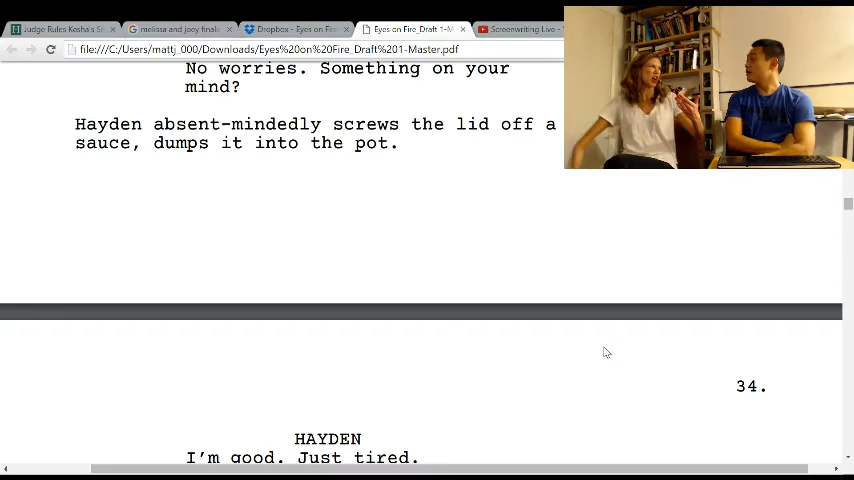 Judge Rules Kesha's Se
melissa and joey finale
Dropbox - Eyes on Fire
Eyes on Fire_Draft 1-M
Screenwriting Live -
file:///C:/Users/mattj_000/Downloads/Eyes%20on%20Fire_Draft%201-Master.pdf
No worries. Something on your
mind?
Hayden absent-mindedly screws the lid off a
sauce, dumps it into the pot.
34.
HAYDEN
I'm good. Just tired.